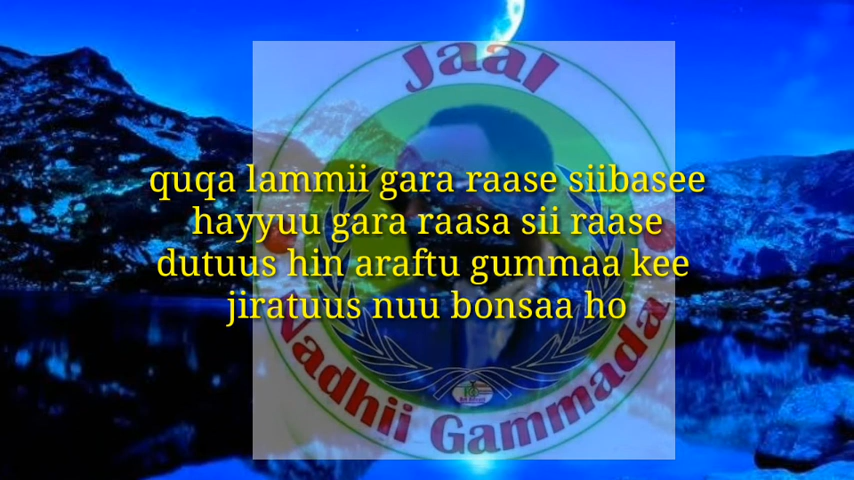 Jaal
quqa lammii gara raase siibasee
hayyuu gara raasa sii raase
dutuus hin araftu gummaa kee
jiratuus nuu bonsaa ho
Nadhii Gammada